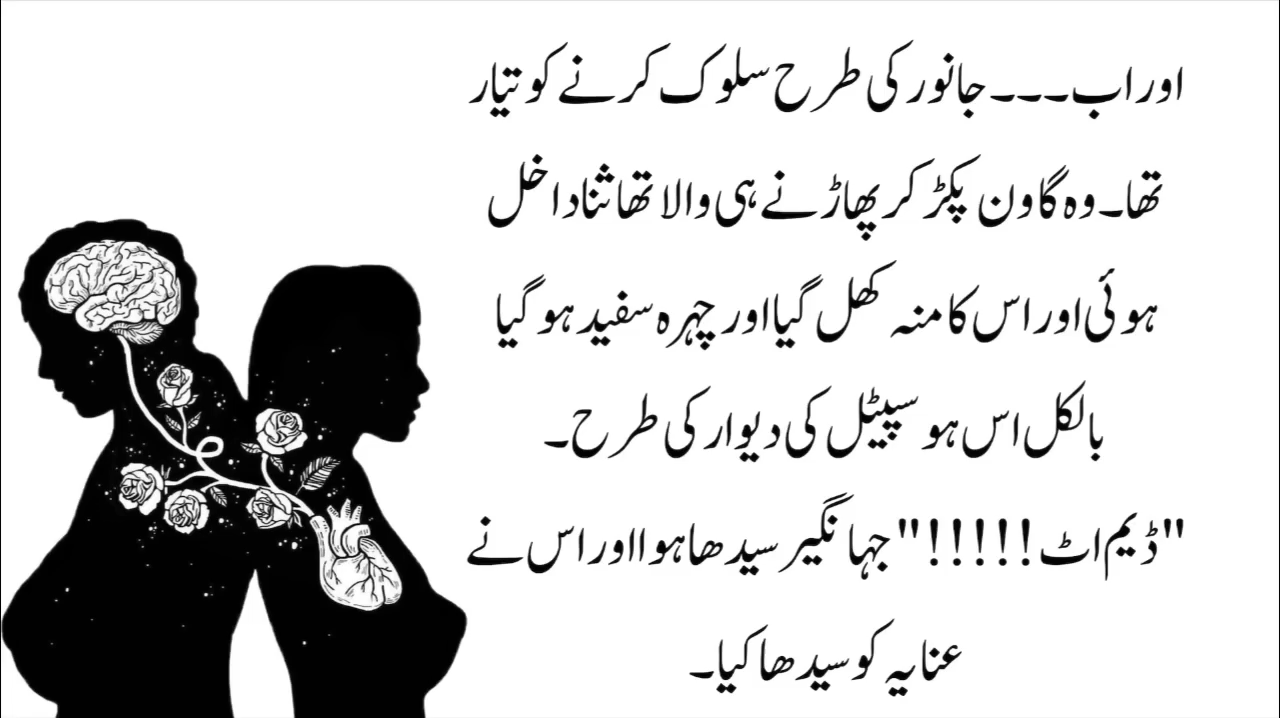 اور اب۔۔۔ جانور کی طرح سلوک کرنے کو تیار
تھا۔ وہ گاون پکڑ کر پھاڑنے ہی والا تھا ثنا داخل
ہوئی اور اس کا منہ کھل گیا اور چہرہ سفید ہو گیا
بالکل اس ہوسپیٹل کی دیوار کی طرح۔
"ڈیم اٹ!!!!!" جہانگیر سیدھا ہوا اور اس نے
عنایہ کو سیدھا کیا۔